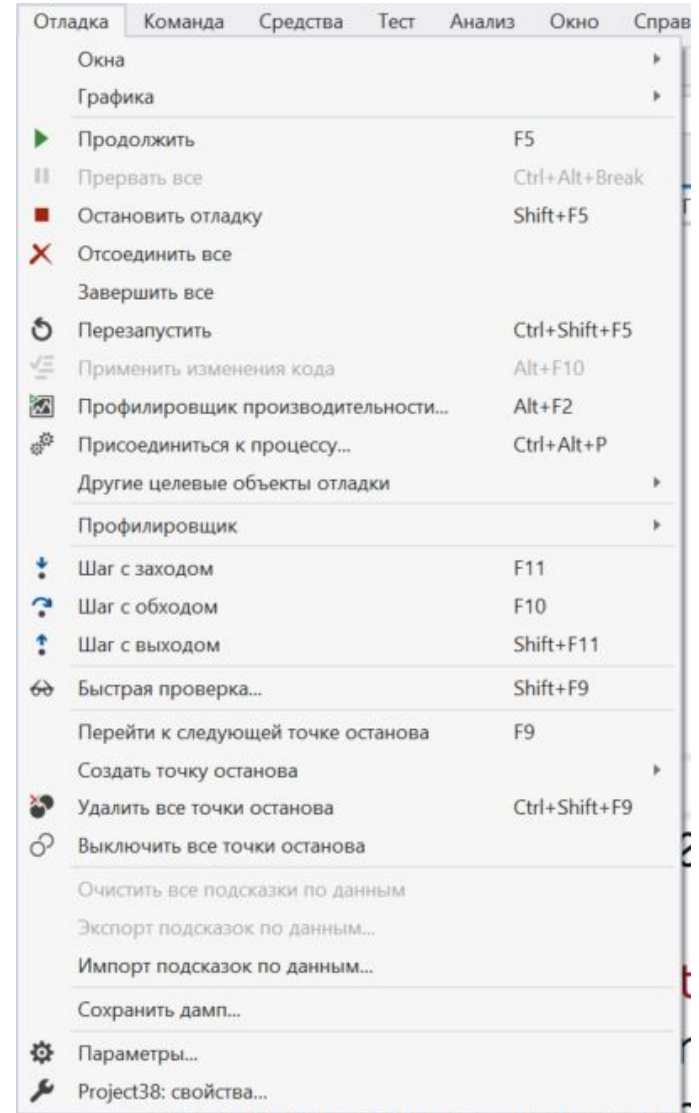 Отладка Команда Средства Тест Анализ Окно Справ
Окна
Графика
Продолжить F5
Прервать все Ctrl+Alt+Break
Остановить отладку Shift+F5
Отсоединить все
Завершить все
Перезапустить Ctrl+Shift+F5
Применить изменения кода Alt+F10
Профилировщик производительности... Alt+F2
Присоединиться к процессу... Ctrl+Alt+P
Другие целевые объекты отладки
Профилировщик
Шаг с заходом F11
Шаг с обходом F10
Шаг с выходом Shift+F11
Быстрая проверка... Shift+F9
Перейти к следующей точке останова F9
Создать точку останова
Удалить все точки останова Ctrl+Shift+F9
Выключить все точки останова
Очистить все подсказки по данным
Экспорт подсказок по данным...
Импорт подсказок по данным...
Сохранить дамп...
Параметры...
Project38: свойства...